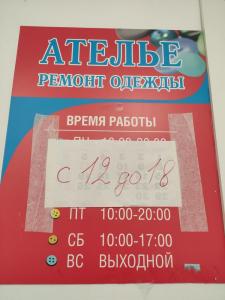 АТЕЛЬЕ
РЕМОНТ ОДЕЖДЫ
ВРЕМЯ РАБОТЫ
с 12 до 18
ПТ 10:00-20:00
СБ 10:00-17:00
ВС ВЫХОДНОЙ